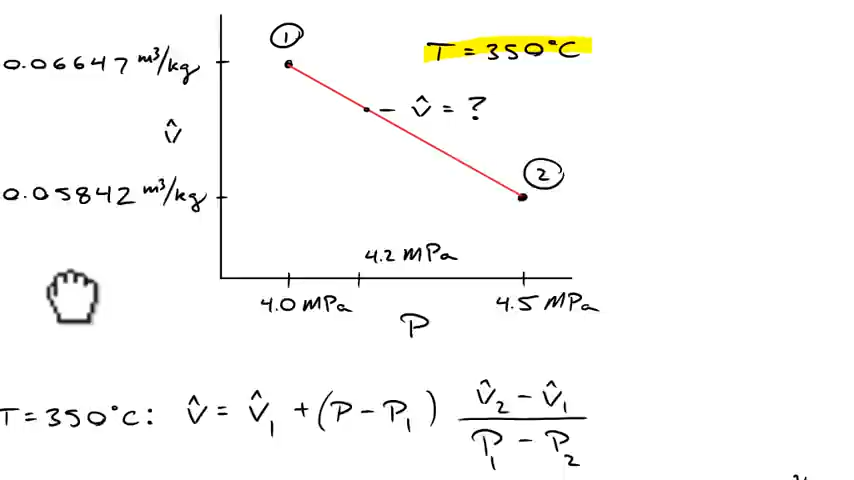 ①
T = 350°C
0.06647 m³/kg
– v̂ = ?
v̂
②
0.05842 m³/kg
4.2 MPa
4.0 MPa 4.5 MPa
P
T = 350°C: v̂ = v̂₁ + (P – P₁) (v̂₂ – v̂₁) / (P₁ – P₂)